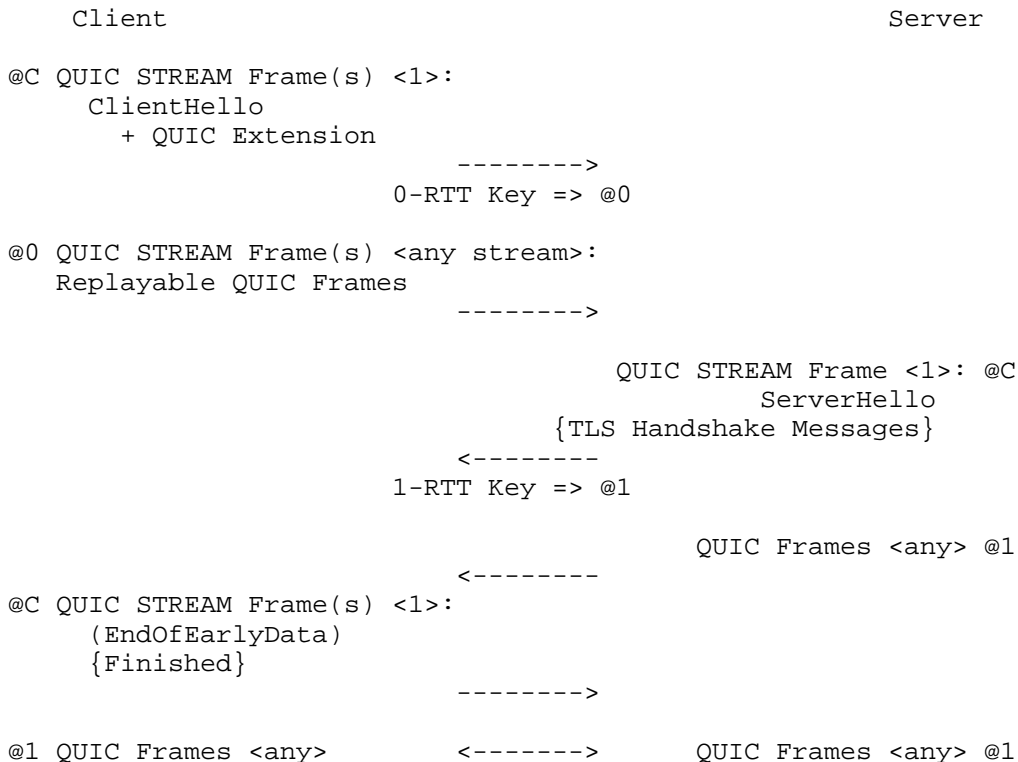 Client                                             Server
@C QUIC STREAM Frame(s) <1>:
ClientHello
+ QUIC Extension
-------->
0-RTT Key => @0
@0 QUIC STREAM Frame(s) <any stream>:
Replayable QUIC Frames
-------->
QUIC STREAM Frame <1>: @C
ServerHello
{TLS Handshake Messages}
<--------
1-RTT Key => @1
QUIC Frames <any> @1
<--------
@C QUIC STREAM Frame(s) <1>:
(EndOfEarlyData)
{Finished}
-------->
@1 QUIC Frames <any>        <------->      QUIC Frames <any> @1